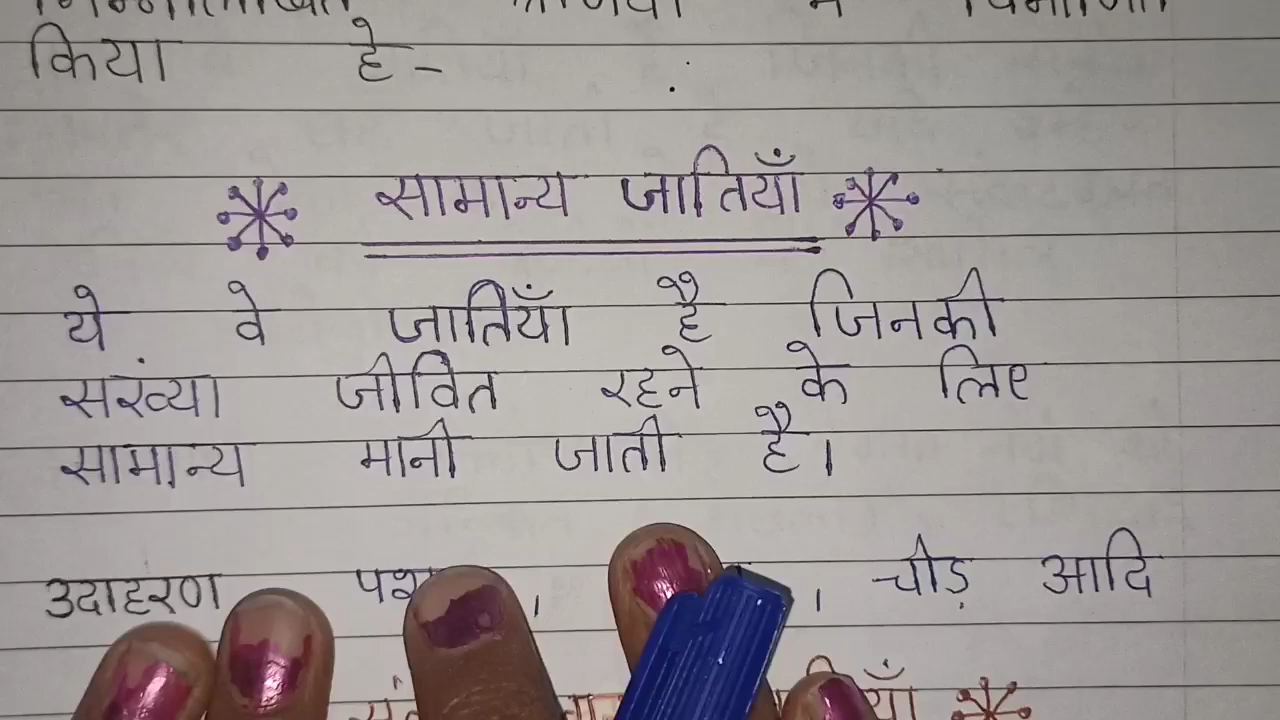 किया है-
सामान्य जातियाँ
ये वे जातियाँ है जिनकी
सख्ंया जीवित रहने के लिए
सामान्य मानी जाती है।
उदाहरण , , चीड़ आदि